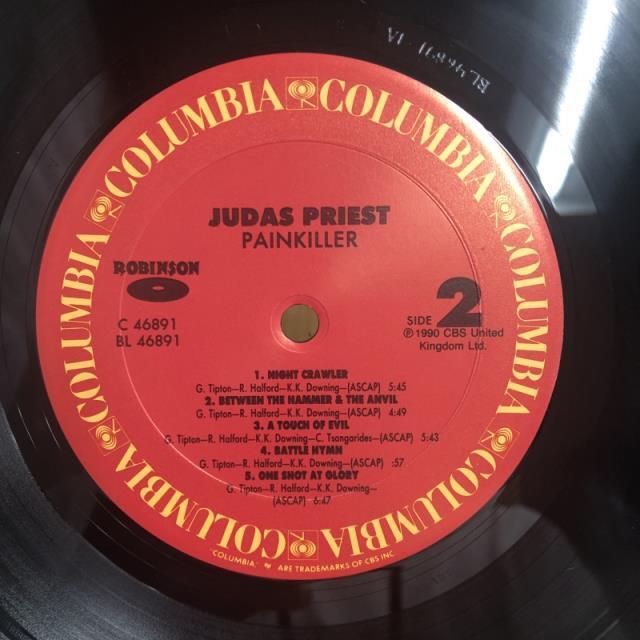 COLUMBIA COLUMBIA COLUMBIA COLUMBIA COLUMBIA COLUMBIA COLUMBIA COLUMBIA
BL 46891 1A
JUDAS PRIEST
PAINKILLER
ROBINSON
C 46891
BL 46891
SIDE 2
℗ 1990 CBS United
Kingdom Ltd.
1. NIGHT CRAWLER
G. Tipton—R. Halford—K.K. Downing—(ASCAP) 5:45
2. BETWEEN THE HAMMER & THE ANVIL
G. Tipton—R. Halford—K.K. Downing—(ASCAP) 4:49
3. A TOUCH OF EVIL
G. Tipton—R. Halford—K.K. Downing—C. Tsangarides—(ASCAP) 5:43
4. BATTLE HYMN
G. Tipton—R. Halford—K.K. Downing—(ASCAP) :57
5. ONE SHOT AT GLORY
G. Tipton—R. Halford—K.K. Downing—
(ASCAP) 6:47
"COLUMBIA," ARE TRADEMARKS OF CBS INC.